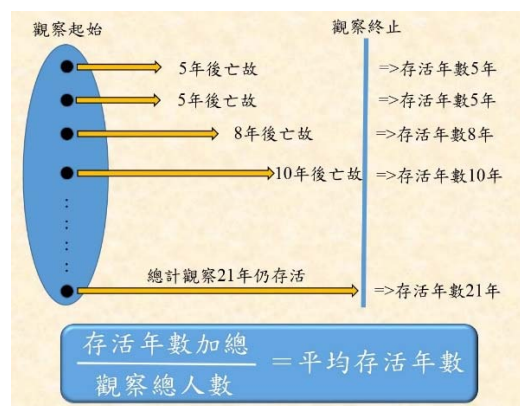 觀察起始
觀察終止
5年後亡故 =>存活年數5年
5年後亡故 =>存活年數5年
8年後亡故 =>存活年數8年
10年後亡故 =>存活年數10年
總計觀察21年仍存活
=>存活年數21年
存活年數加總
觀察總人數
=平均存活年數